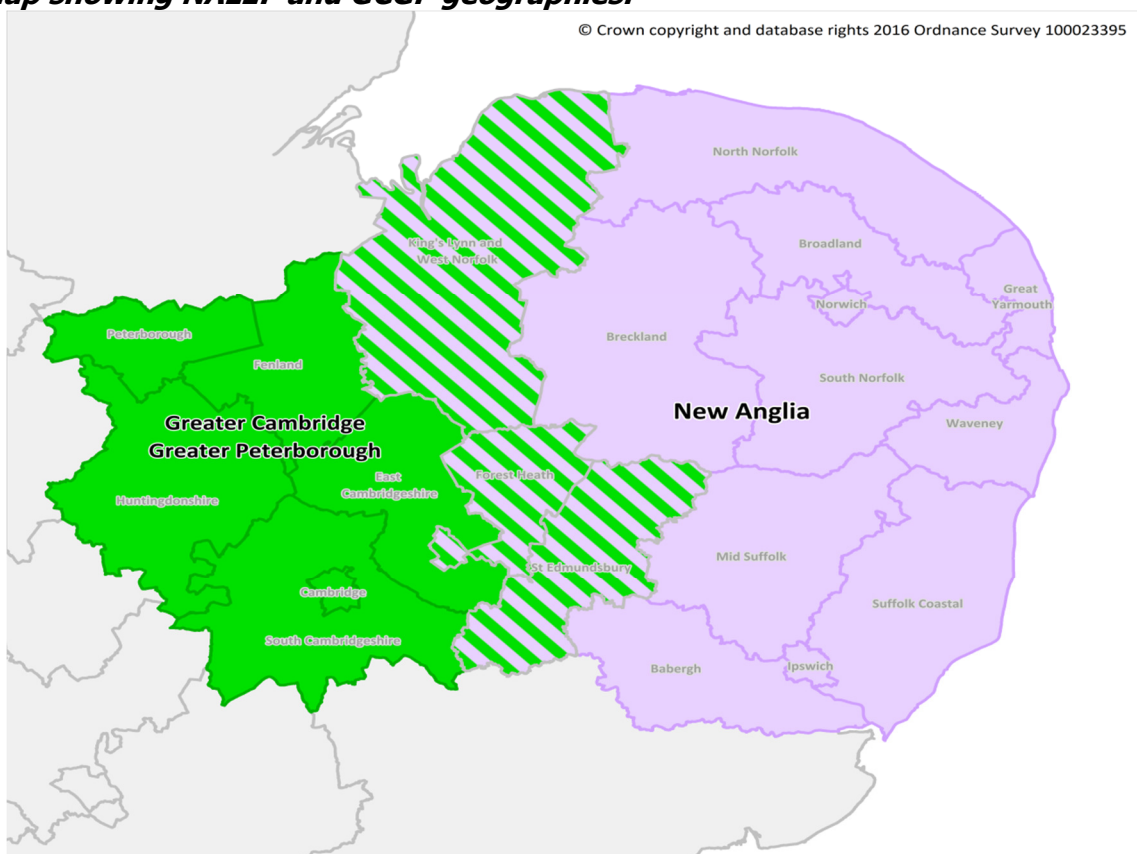 ap showing NALEP and GCGP geographies.
© Crown copyright and database rights 2016 Ordnance Survey 100023395
North Norfolk
King's Lynn and
West Norfolk
Broadland
Great
Yarmouth
Norwich
Peterborough
Breckland
Fenland
South Norfolk
New Anglia
Greater Cambridge
Greater Peterborough
Waveney
Forest Heath
East
Cambridgeshire
Huntingdonshire
Mid Suffolk
St Edmundsbury
Cambridge
Suffolk Coastal
South Cambridgeshire
Babergh
Ipswich